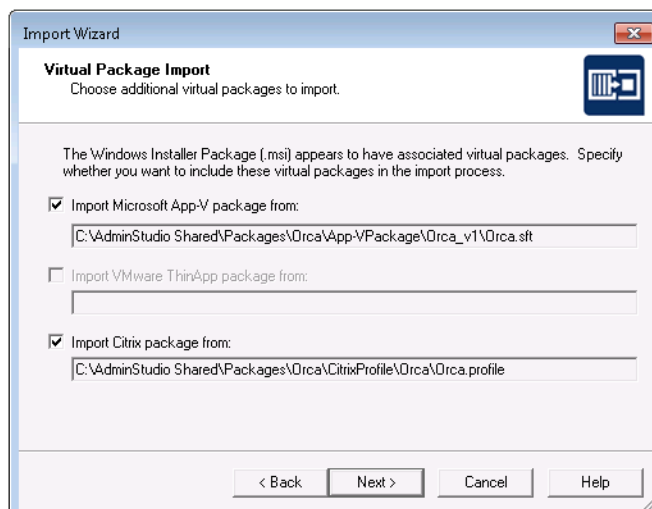 Import Wizard
Virtual Package Import
Choose additional virtual packages to import.
The Windows Installer Package (.msi) appears to have associated virtual packages. Specify
whether you want to include these virtual packages in the import process.
Import Microsoft App-V package from:
C:\AdminStudio Shared\Packages\Orca\App-VPackage\Orca_v1\Orca.sft
Import VMware ThinApp package from:
Import Citrix package from:
C:\AdminStudio Shared\Packages\Orca\CitrixProfile\Orca\Orca.profile
< Back Next > Cancel Help